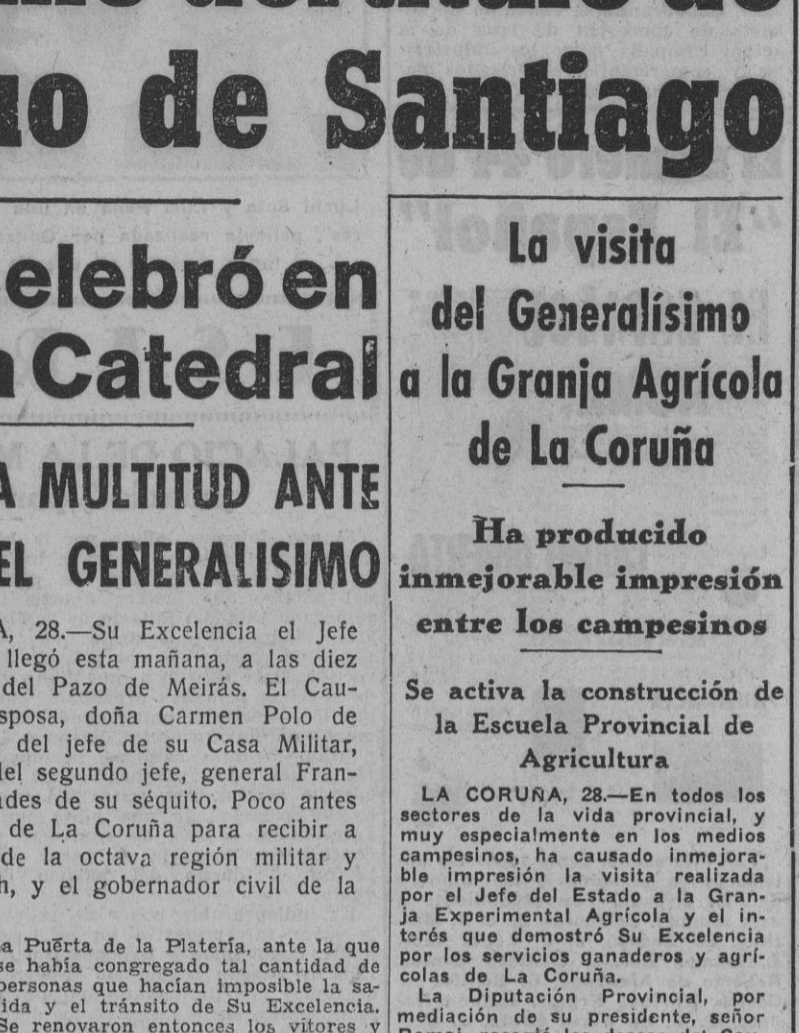 de Santiago
elebró en
Catedral
MULTITUD ANTE
EL GENERALISIMO
28.—Su Excelencia el Jefe
llegó esta mañana, a las diez
del Pazo de Meirás. El Cau-
sposa, doña Carmen Polo de
del jefe de su Casa Militar,
del segundo jefe, general Fran-
ades de su séquito. Poco antes
de La Coruña para recibir a
de la octava región militar y
h, y el gobernador civil de la
a Puerta de la Platería, ante la que
se había congregado tal cantidad de
personas que hacían imposible la sa-
ida y el tránsito de Su Excelencia.
Se renovaron entonces los vítores y
La visita
del Generalísimo
a la Granja Agrícola
de La Coruña
Ha producido
inmejorable impresión
entre los campesinos
Se activa la construcción de
la Escuela Provincial de
Agricultura
LA CORUÑA, 28.—En todos los
sectores de la vida provincial, y
muy especialmente en los medios
campesinos, ha causado inmejora-
ble impresión la visita realizada
por el Jefe del Estado a la Gran-
ja Experimental Agrícola y el in-
terés que demostró Su Excelencia
por los servicios ganaderos y agrí-
colas de La Coruña.
La Diputación Provincial, por
mediación de su presidente, señor